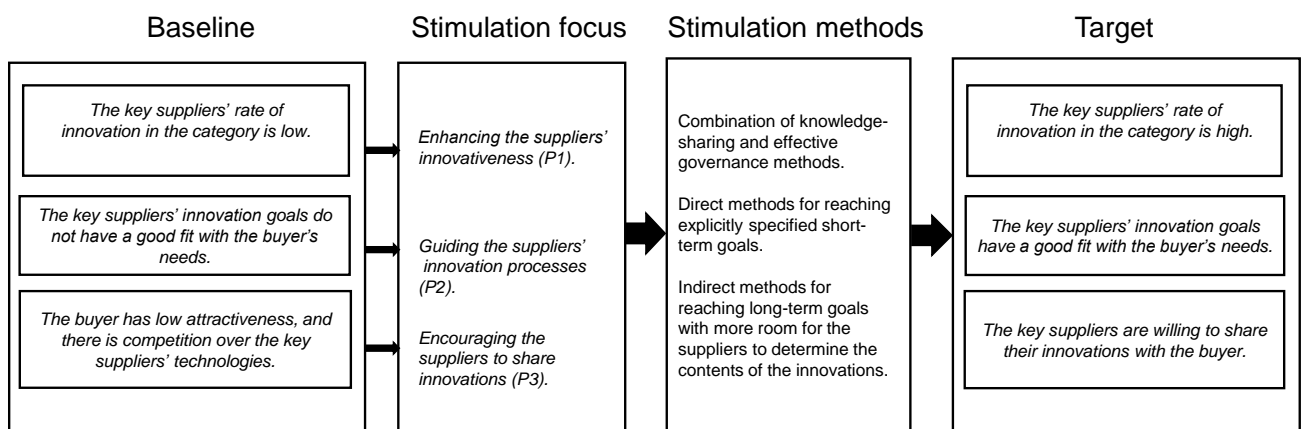 Baseline
Stimulation focus
Stimulation methods
Target
The key suppliers’ rate of
innovation in the category is low.
The key suppliers’ innovation goals do
not have a good fit with the buyer’s
needs.
The buyer has low attractiveness, and
there is competition over the key
suppliers’ technologies.
Enhancing the suppliers’
innovativeness (P1).
Guiding the suppliers’
innovation processes
(P2).
Encouraging the
suppliers to share
innovations (P3).
Combination of knowledge-
sharing and effective
governance methods.
Direct methods for reaching
explicitly specified short-
term goals.
Indirect methods for
reaching long-term goals
with more room for the
suppliers to determine the
contents of the innovations.
The key suppliers’ rate of
innovation in the category is high.
The key suppliers’ innovation goals
have a good fit with the buyer’s needs.
The key suppliers are willing to share
their innovations with the buyer.